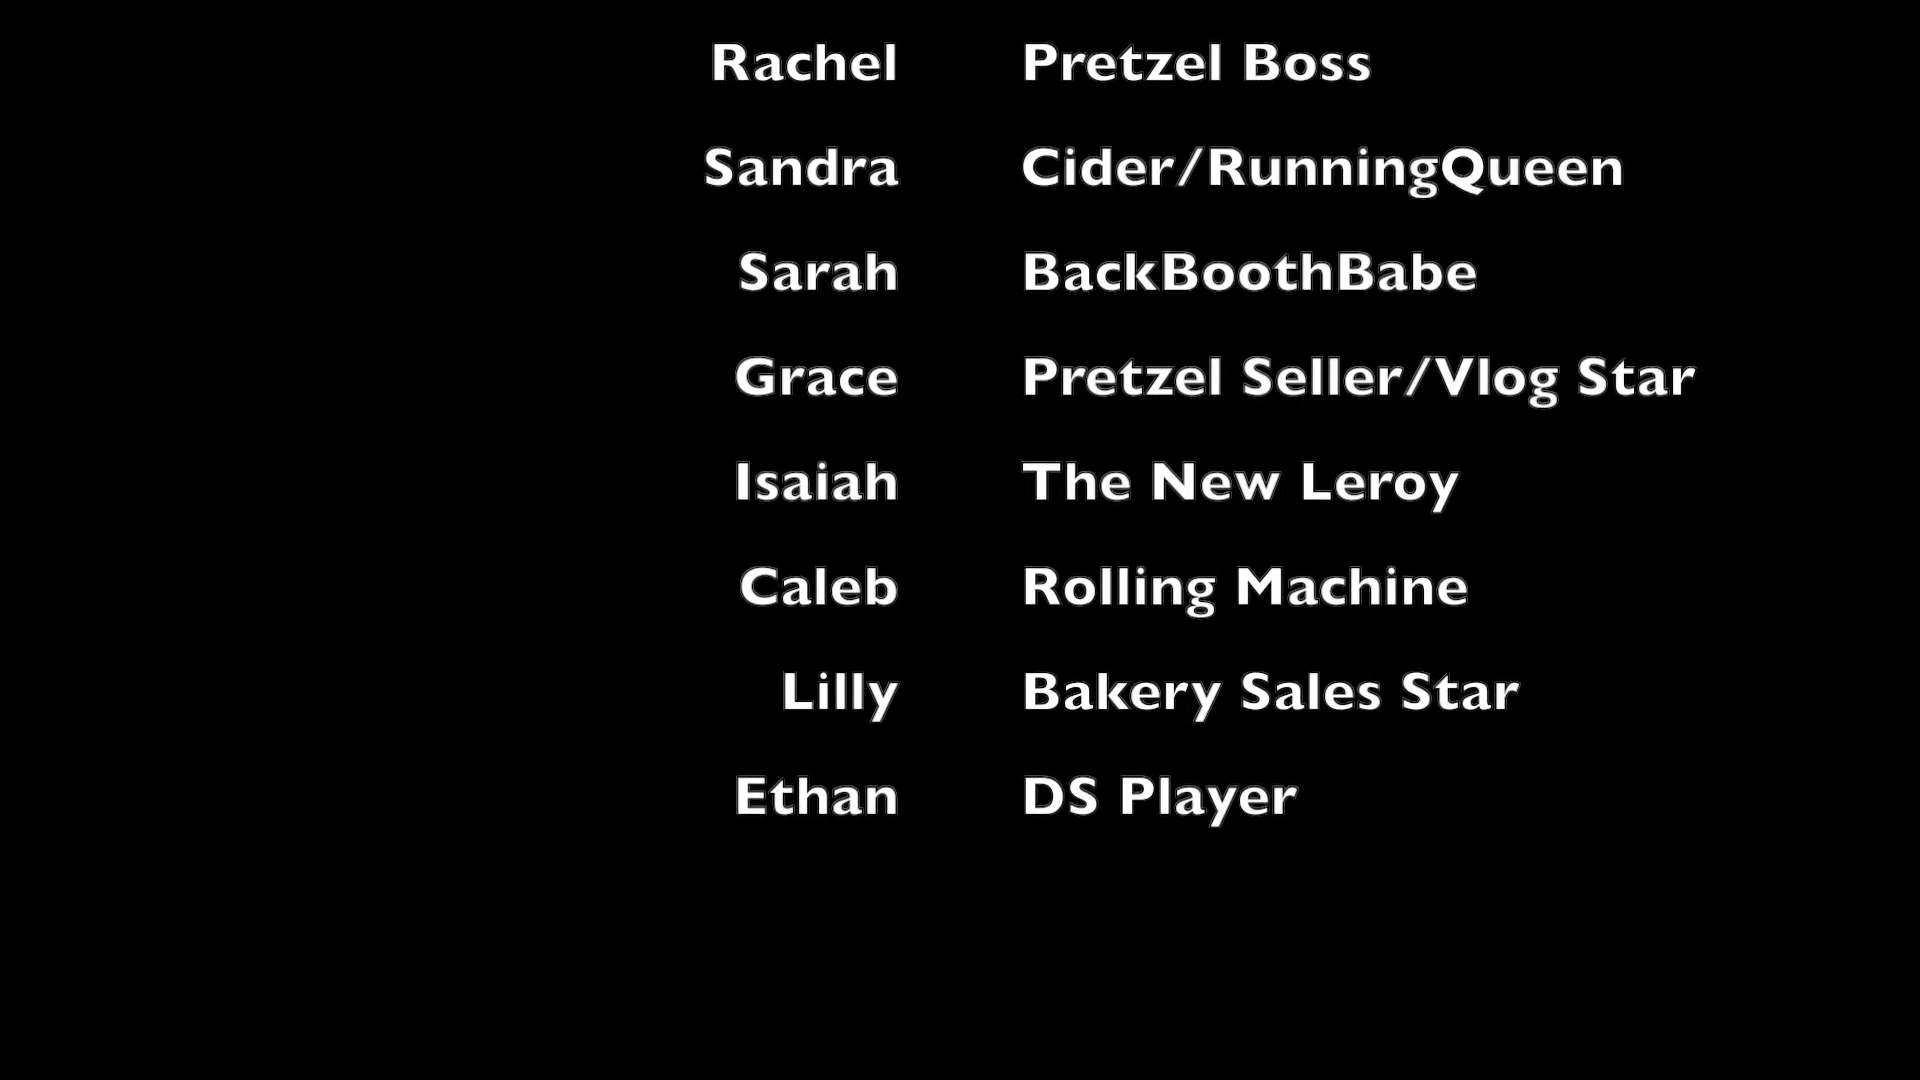 Rachel Pretzel Boss
Sandra Cider/RunningQueen
Sarah BackBoothBabe
Grace Pretzel Seller/Vlog Star
Isaiah The New Leroy
Caleb Rolling Machine
Lilly Bakery Sales Star
Ethan DS Player